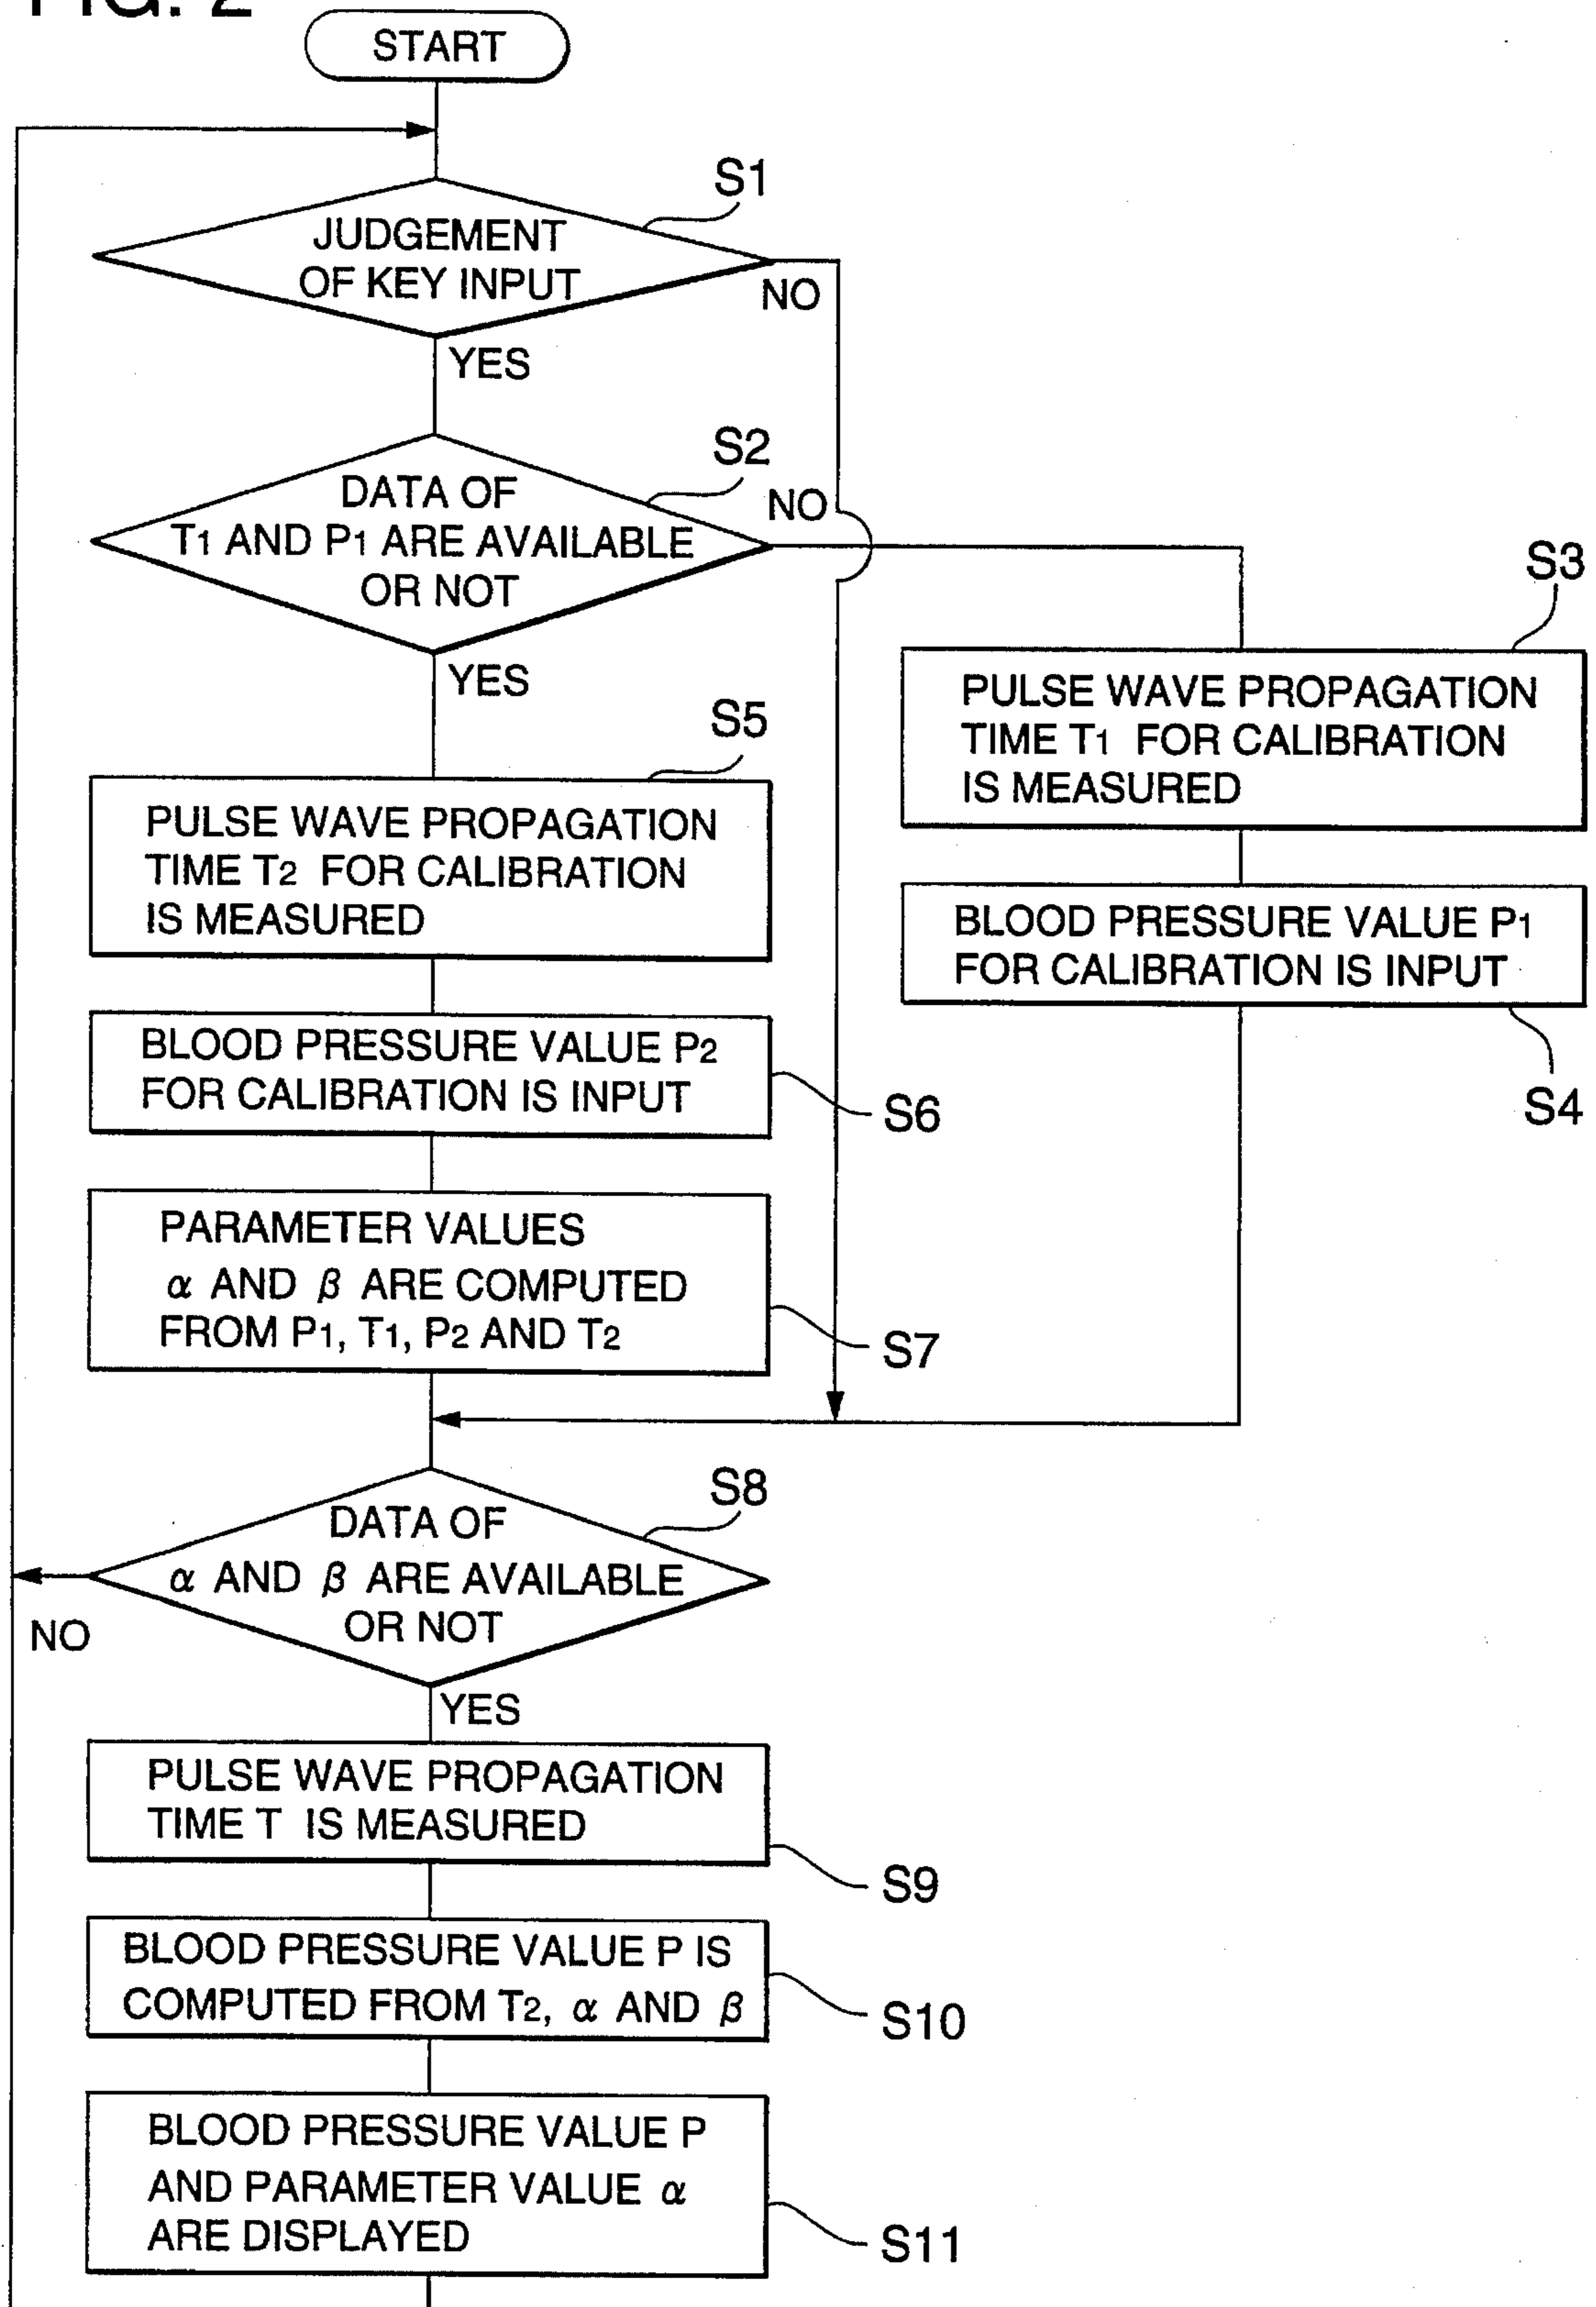 FIG. 2
START
S1
JUDGEMENT
OF KEY INPUT
NO
YES
S2
DATA OF
T1 AND P1 ARE AVAILABLE
OR NOT
NO
YES
S3
PULSE WAVE PROPAGATION
TIME T1 FOR CALIBRATION
IS MEASURED
BLOOD PRESSURE VALUE P1
FOR CALIBRATION IS INPUT
S4
S5
PULSE WAVE PROPAGATION
TIME T2 FOR CALIBRATION
IS MEASURED
BLOOD PRESSURE VALUE P2
FOR CALIBRATION IS INPUT
S6
PARAMETER VALUES
α AND β ARE COMPUTED
FROM P1, T1, P2 AND T2
S7
S8
DATA OF
α AND β ARE AVAILABLE
OR NOT
NO
YES
PULSE WAVE PROPAGATION
TIME T IS MEASURED
S9
BLOOD PRESSURE VALUE P IS
COMPUTED FROM T2, α AND β
S10
BLOOD PRESSURE VALUE P
AND PARAMETER VALUE α
ARE DISPLAYED
S11